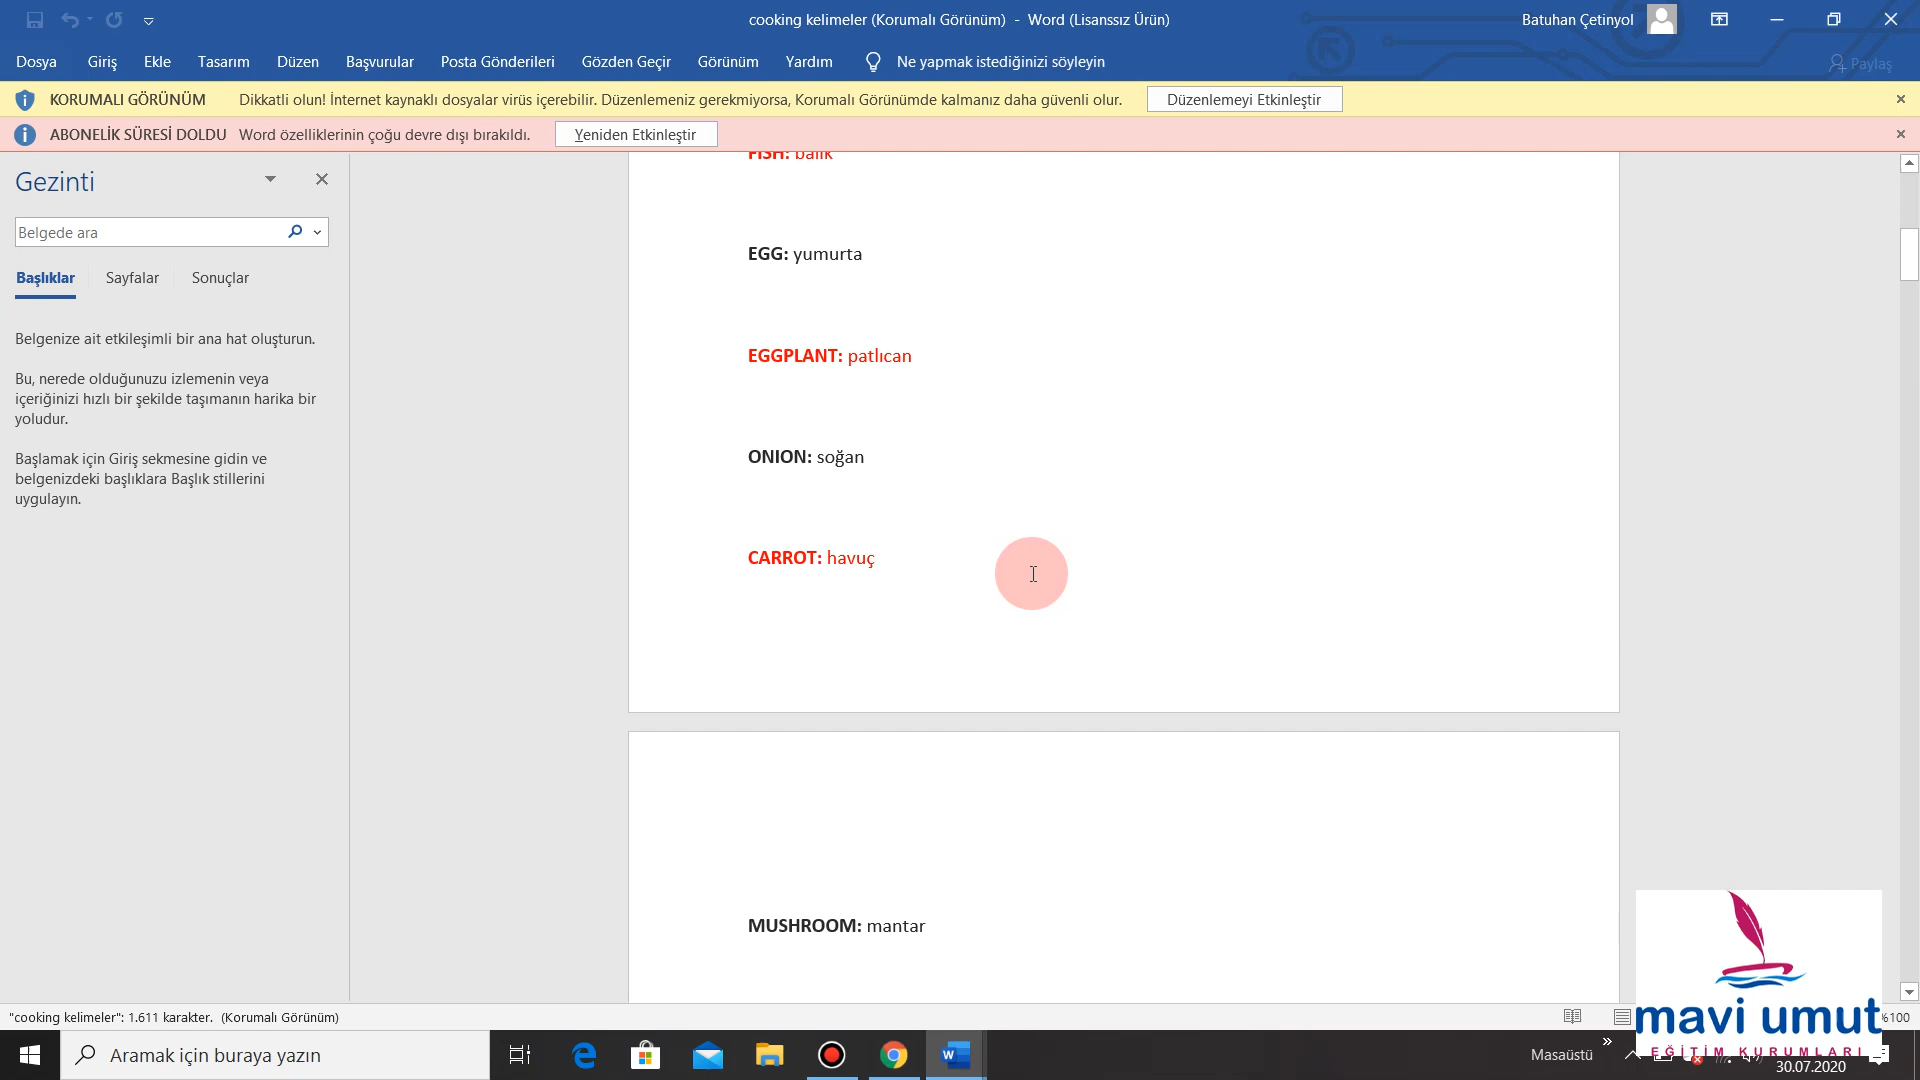 cooking kelimeler (Korumalı Görünüm) - Word (Lisanssız Ürün)
Batuhan Çetinyol
Dosya Giriş Ekle Tasarım Düzen Başvurular Posta Gönderileri Gözden Geçir Görünüm Yardım Ne yapmak istediğinizi söyleyin Paylaş
KORUMALI GÖRÜNÜM Dikkatli olun! İnternet kaynaklı dosyalar virüs içerebilir. Düzenlemeniz gerekmiyorsa, Korumalı Görünümde kalmanız daha güvenli olur. Düzenlemeyi Etkinleştir
ABONELİK SÜRESİ DOLDU Word özelliklerinin çoğu devre dışı bırakıldı. Yeniden Etkinleştir
Gezinti
Belgede ara
Başlıklar Sayfalar Sonuçlar
Belgenize ait etkileşimli bir ana hat oluşturun.
Bu, nerede olduğunuzu izlemenin veya
içeriğinizi hızlı bir şekilde taşımanın harika bir
yoludur.
Başlamak için Giriş sekmesine gidin ve
belgenizdeki başlıklara Başlık stillerini
uygulayın.
FISH: balık
EGG: yumurta
EGGPLANT: patlıcan
ONION: soğan
CARROT: havuç
MUSHROOM: mantar
"cooking kelimeler": 1.611 karakter. (Korumalı Görünüm)
%100
mavi umut
EĞİTİM KURUMLARI
Aramak için buraya yazın
Masaüstü
30.07.2020